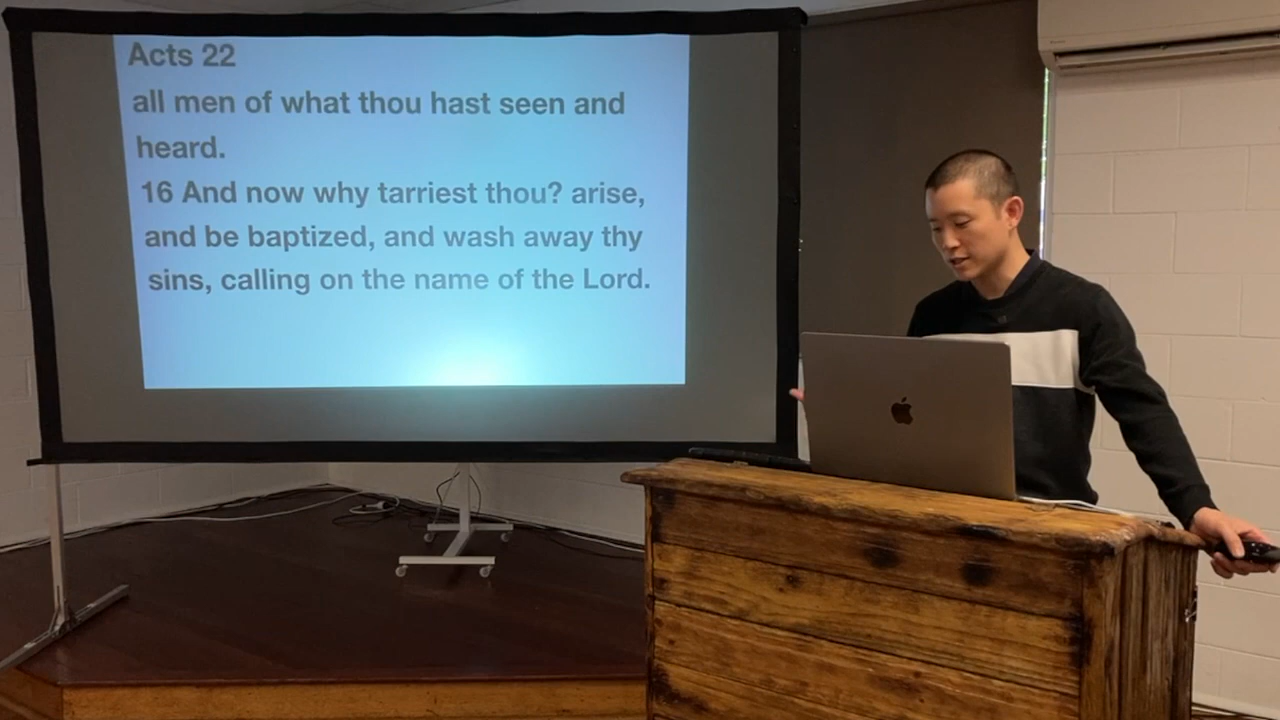 Acts 22
all men of what thou hast seen and
heard.
16 And now why tarriest thou? arise,
and be baptized, and wash away thy
sins, calling on the name of the Lord.